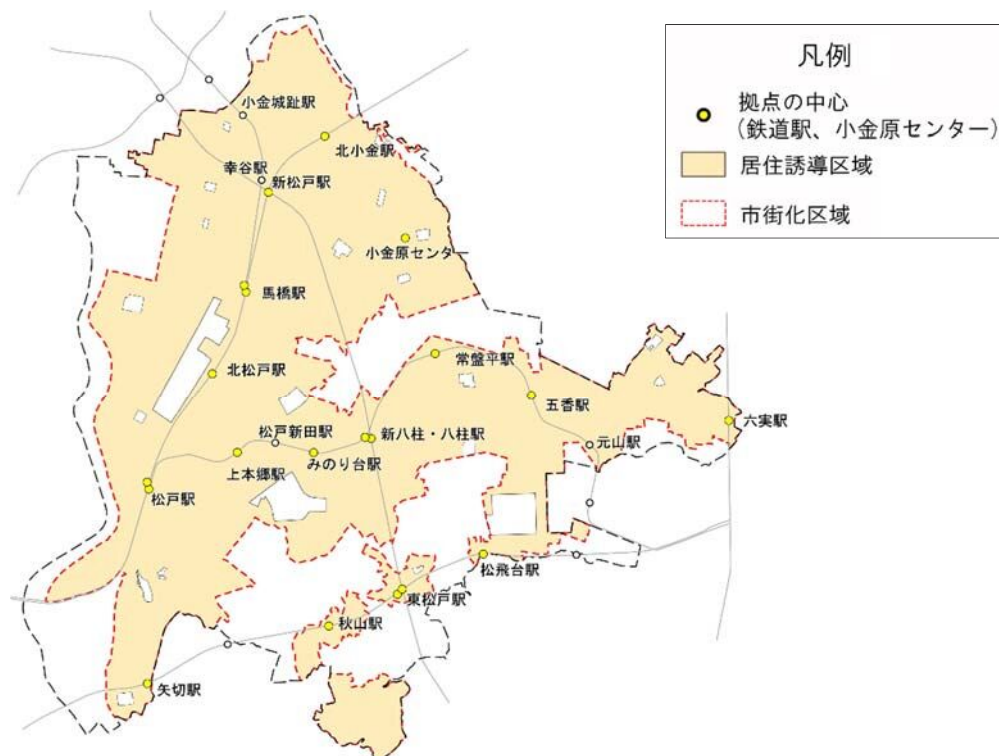 凡例
拠点の中心
(鉄道駅、小金原センター)
居住誘導区域
市街化区域
小金城趾駅
北小金駅
幸谷駅
新松戸駅
小金原センター
馬橋駅
常盤平駅
北松戸駅
五香駅
六実駅
松戸新田駅
新八柱・八柱駅
元山駅
みのり台駅
上本郷駅
松戸駅
松飛台駅
東松戸駅
秋山駅
矢切駅